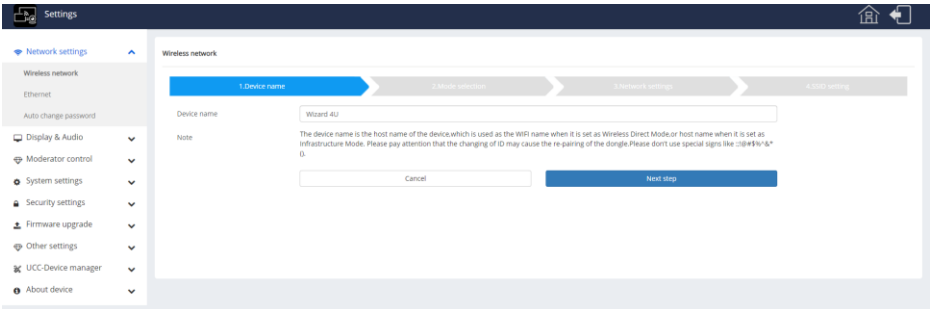 Settings
Network settings
Wireless network
Ethernet
Auto change password
Display & Audio
Moderator control
System settings
Security settings
Firmware upgrade
Other settings
UCC-Device manager
About device
Wireless network
1.Device name
2.Mode selection
3.Network settings
4.SSID setting
Device name
Wizard 4U
Note
The device name is the host name of the device,which is used as the WIFI name when it is set as Wireless Direct Mode,or host name when it is set as
Infrastructure Mode. Please pay attention that the changing of ID may cause the re-pairing of the dongle.Please don't use special signs like :!@#$%^&*
().
Cancel
Next step